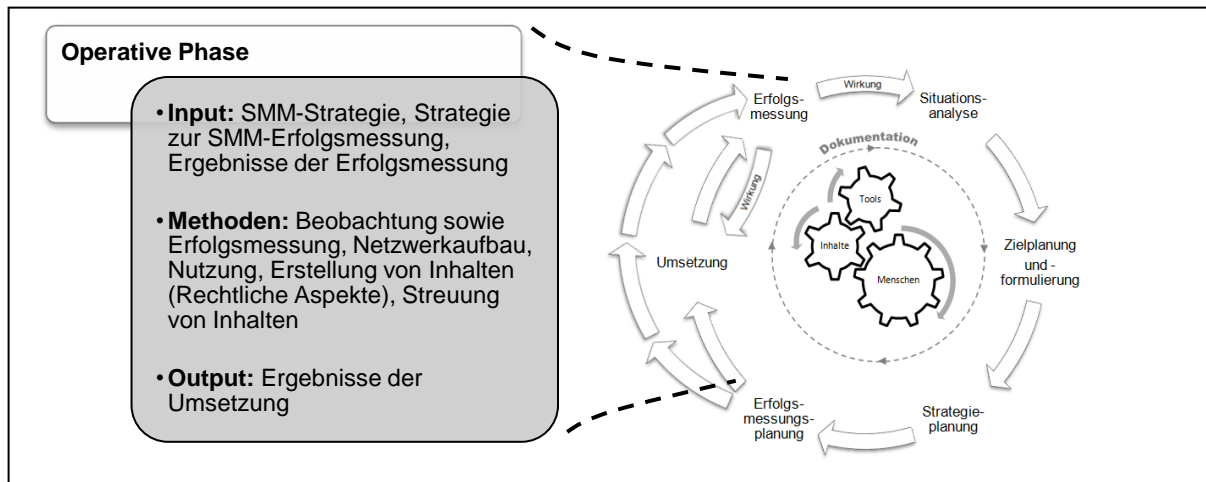 Operative Phase
• Input: SMM-Strategie, Strategie
zur SMM-Erfolgsmessung,
Ergebnisse der Erfolgsmessung
• Methoden: Beobachtung sowie
Erfolgsmessung, Netzwerkaufbau,
Nutzung, Erstellung von Inhalten
(Rechtliche Aspekte), Streuung
von Inhalten
• Output: Ergebnisse der
Umsetzung
Erfolgs-
messung
Wirkung
Situations-
analyse
Dokumentation
Wirkung
Tools
Inhalte
Menschen
Umsetzung
Zielplanung
und -
formulierung
Erfolgs-
messungs-
planung
Strategie-
planung